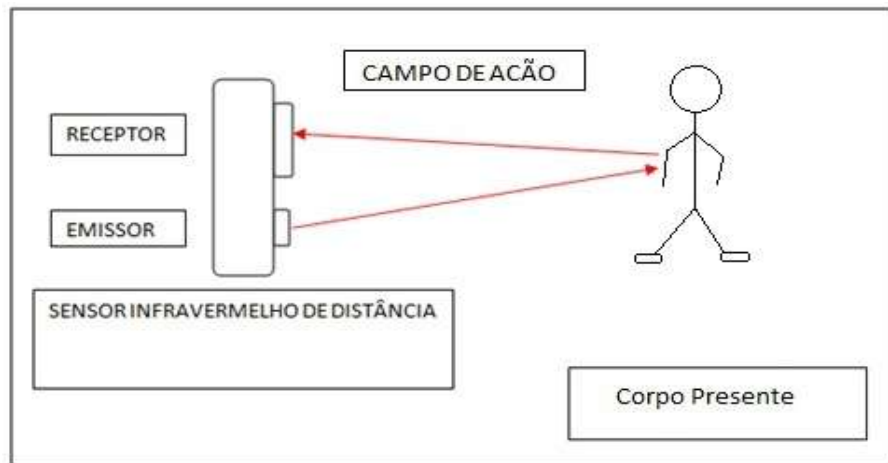 CAMPO DE ACÃO
RECEPTOR
EMISSOR
SENSOR INFRAVERMELHO DE DISTÂNCIA
Corpo Presente